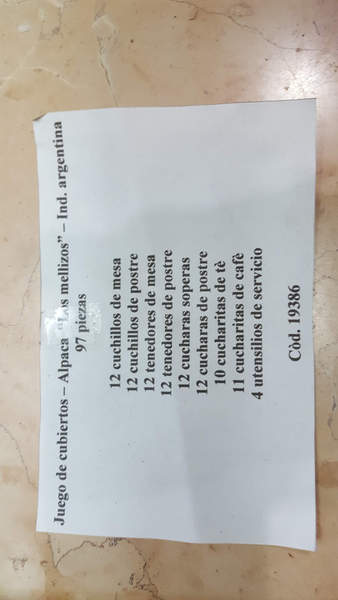 Juego de cubiertos – Alpaca “Los mellizos” – Ind. argentina
97 piezas
12 cuchillos de mesa
12 cuchillos de postre
12 tenedores de mesa
12 tenedores de postre
12 cucharas soperas
12 cucharas de postre
10 cucharitas de tè
11 cucharitas de cafè
4 utensilios de servicio
Còd. 19386